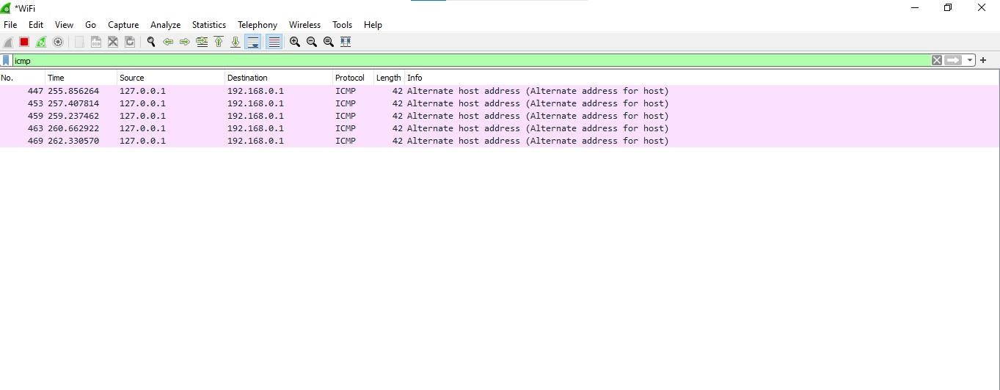 *WiFi
File Edit View Go Capture Analyze Statistics Telephony Wireless Tools Help
icmp
No. Time Source Destination Protocol Length Info
447 255.856264 127.0.0.1 192.168.0.1 ICMP 42 Alternate host address (Alternate address for host)
453 257.407814 127.0.0.1 192.168.0.1 ICMP 42 Alternate host address (Alternate address for host)
459 259.237462 127.0.0.1 192.168.0.1 ICMP 42 Alternate host address (Alternate address for host)
463 260.662922 127.0.0.1 192.168.0.1 ICMP 42 Alternate host address (Alternate address for host)
469 262.330570 127.0.0.1 192.168.0.1 ICMP 42 Alternate host address (Alternate address for host)